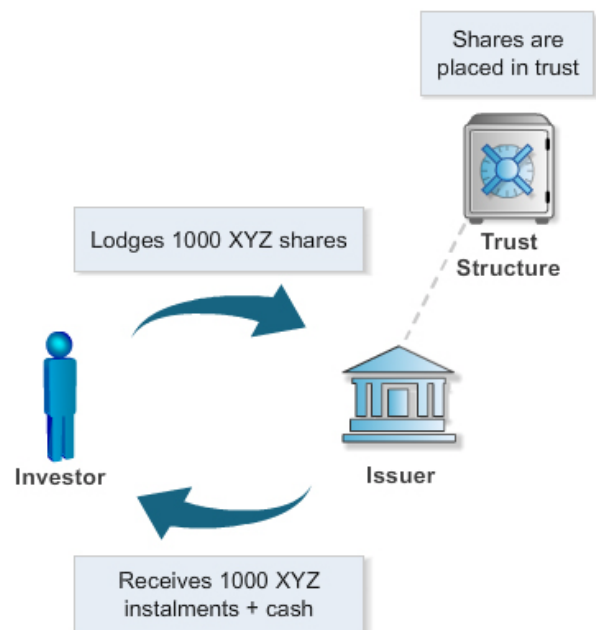 Shares are
placed in trust
Trust
Structure
Lodges 1000 XYZ shares
Investor
Issuer
Receives 1000 XYZ
instalments + cash